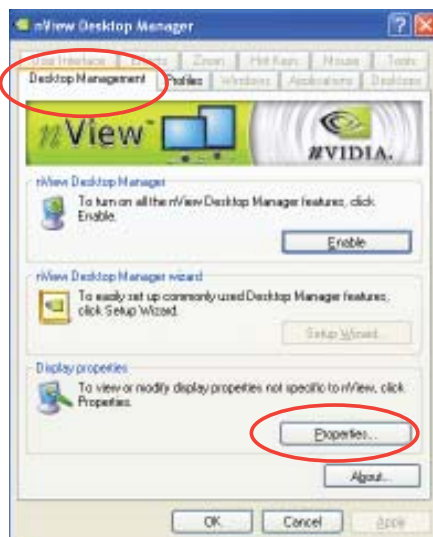 nView Desktop Manager
User Interface Effects Zoom Hot Keys Mouse Tools
Desktop Management Profiles Windows Applications Desktops
nView™ NVIDIA.
nView Desktop Manager
To turn on all the nView Desktop Manager features, click
Enable.
Enable
nView Desktop Manager wizard
To easily set up commonly used Desktop Manager features,
click Setup Wizard.
Setup Wizard...
Display properties
To view or modify display properties not specific to nView, click
Properties.
Properties...
About...
OK Cancel Apply